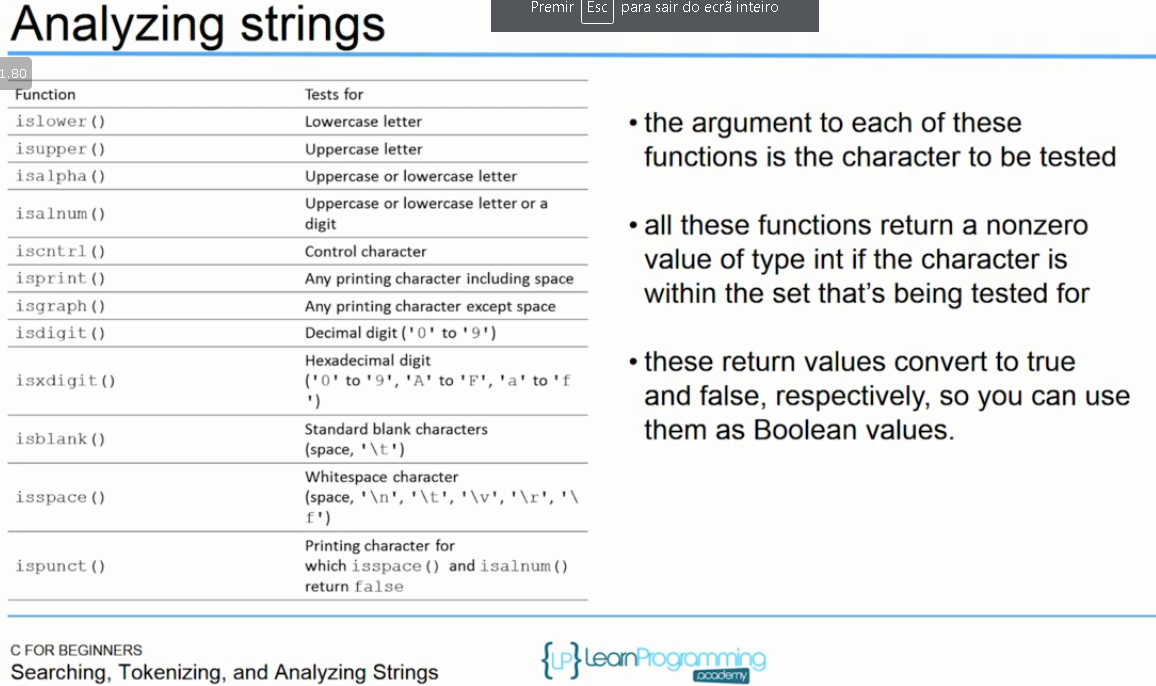 Analyzing strings
Premir Esc para sair do ecrã inteiro
1.80
Function Tests for
islower() Lowercase letter
isupper() Uppercase letter
isalpha() Uppercase or lowercase letter
isalnum() Uppercase or lowercase letter or a
digit
iscntrl() Control character
isprint() Any printing character including space
isgraph() Any printing character except space
isdigit() Decimal digit ('0' to '9')
isxdigit() Hexadecimal digit
('0' to '9', 'A' to 'F', 'a' to 'f
')
isblank() Standard blank characters
(space, '\t')
isspace() Whitespace character
(space, '\n', '\t', '\v', '\r', '\
f')
ispunct() Printing character for
which isspace() and isalnum()
return false
• the argument to each of these
functions is the character to be tested
• all these functions return a nonzero
value of type int if the character is
within the set that's being tested for
• these return values convert to true
and false, respectively, so you can use
them as Boolean values.
C FOR BEGINNERS
Searching, Tokenizing, and Analyzing Strings
{LP} LearnProgramming
academy